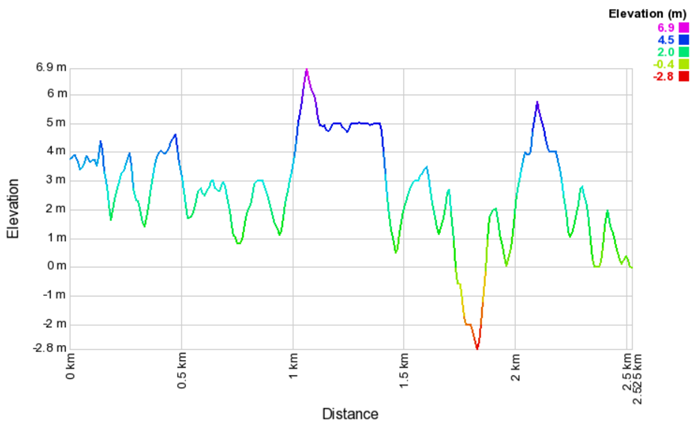 Elevation (m)
6.9
4.5
2.0
-0.4
-2.8
6.9 m
6 m
5 m
4 m
3 m
2 m
1 m
0 m
-1 m
-2 m
-2.8 m
Elevation
0 km
0.5 km
1 km
1.5 km
2 km
2.5 km
2.525 km
Distance